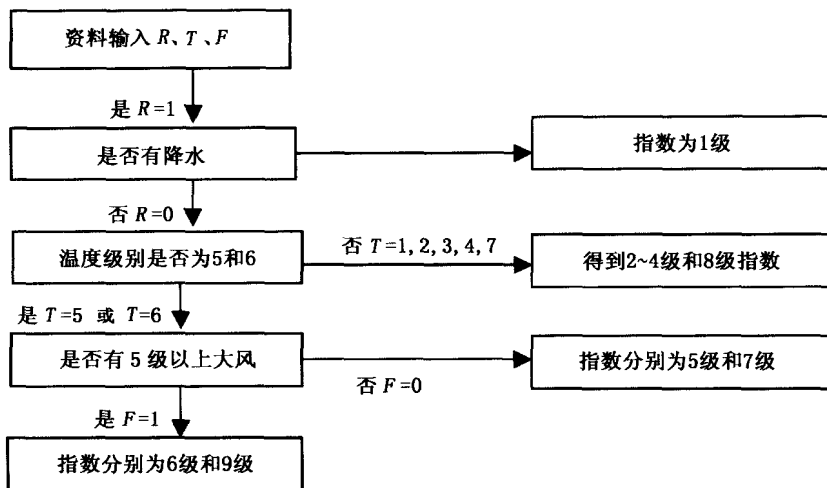 资料输入 R、T、F
是 R=1
是否有降水
指数为1级
否 R=0
温度级别是否为5和6
否 T=1, 2, 3, 4, 7
得到2~4级和8级指数
是 T=5 或 T=6
是否有 5 级以上大风
否 F=0
指数分别为5级和7级
是 F=1
指数分别为6级和9级